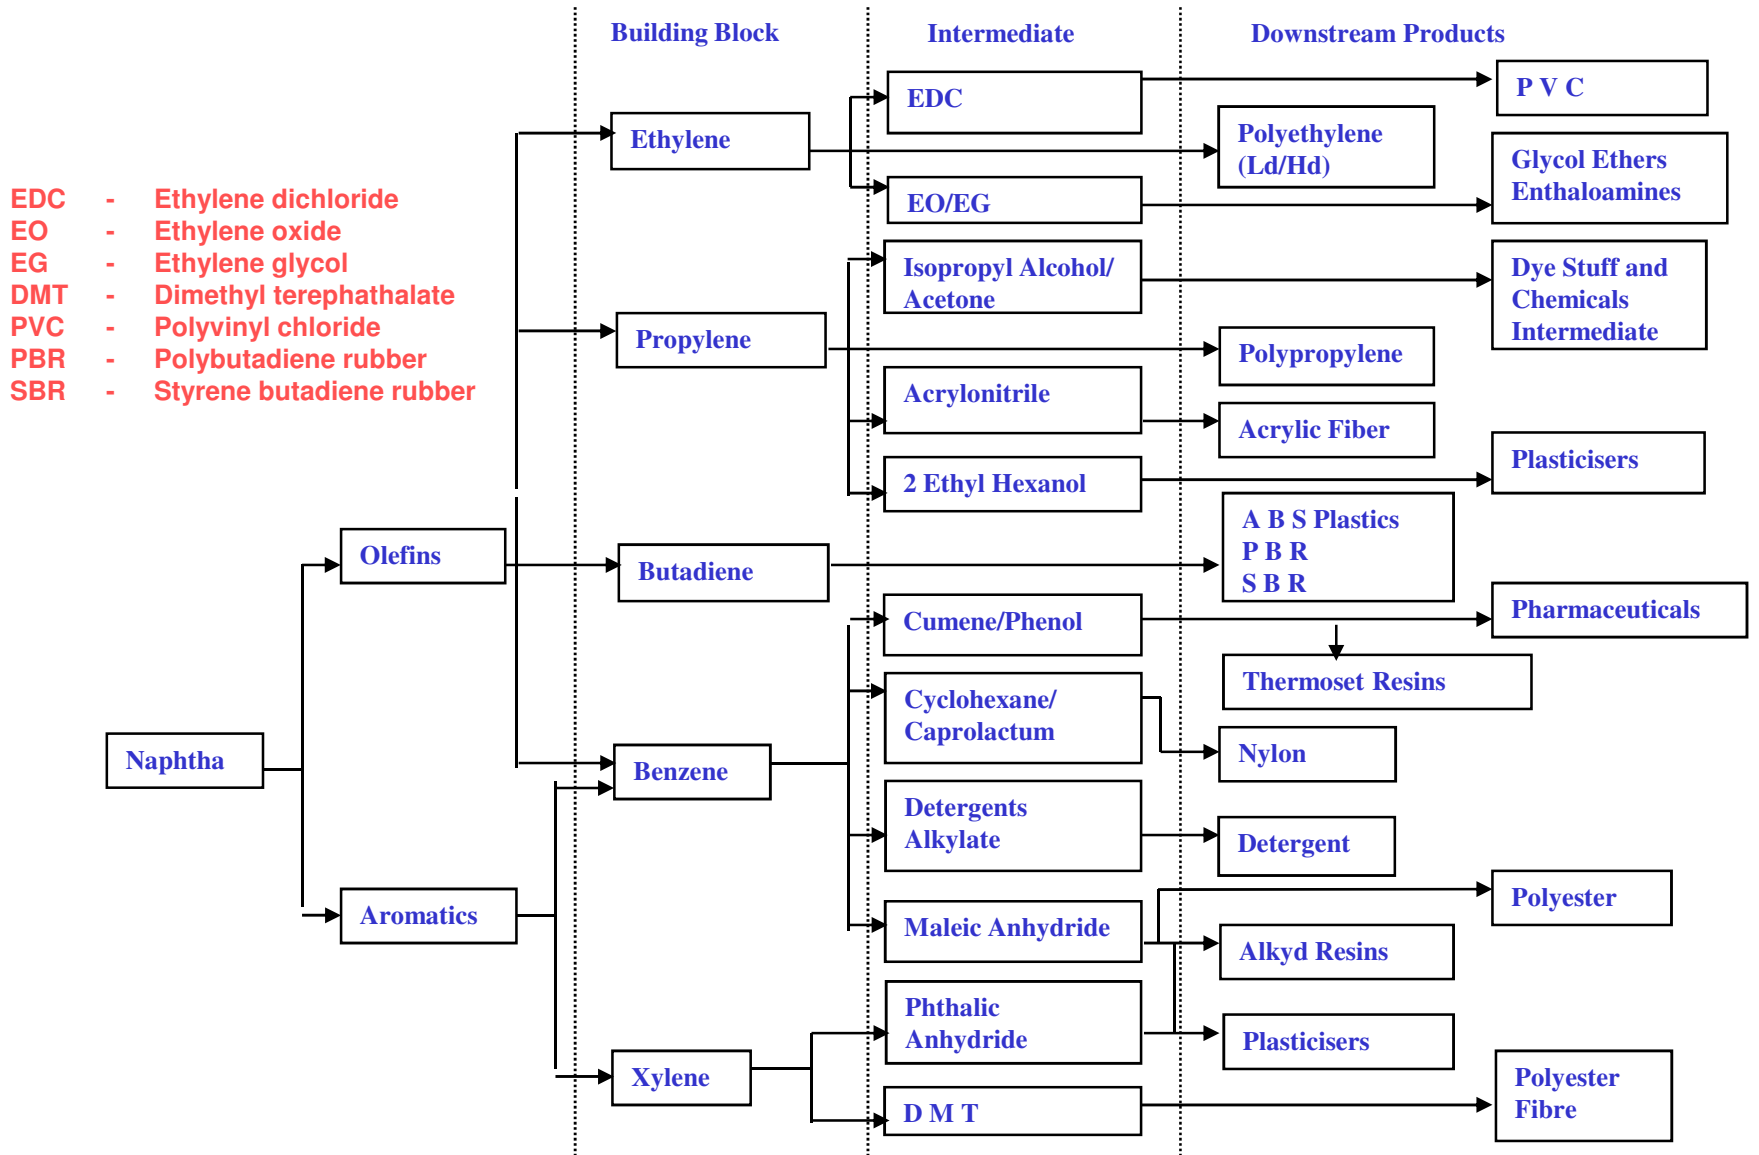 Building Block
Intermediate
Downstream Products
EDC - Ethylene dichloride
EO - Ethylene oxide
EG - Ethylene glycol
DMT - Dimethyl terephathalate
PVC - Polyvinyl chloride
PBR - Polybutadiene rubber
SBR - Styrene butadiene rubber
Naphtha
Olefins
Aromatics
Ethylene
Propylene
Butadiene
Benzene
Xylene
EDC
EO/EG
Isopropyl Alcohol/
Acetone
Acrylonitrile
2 Ethyl Hexanol
Cumene/Phenol
Cyclohexane/
Caprolactum
Detergents
Alkylate
Maleic Anhydride
Phthalic
Anhydride
D M T
Polyethylene
(Ld/Hd)
Polypropylene
Acrylic Fiber
A B S Plastics
P B R
S B R
Thermoset Resins
Nylon
Detergent
Alkyd Resins
Plasticisers
P V C
Glycol Ethers
Enthaloamines
Dye Stuff and
Chemicals
Intermediate
Plasticisers
Pharmaceuticals
Polyester
Polyester
Fibre